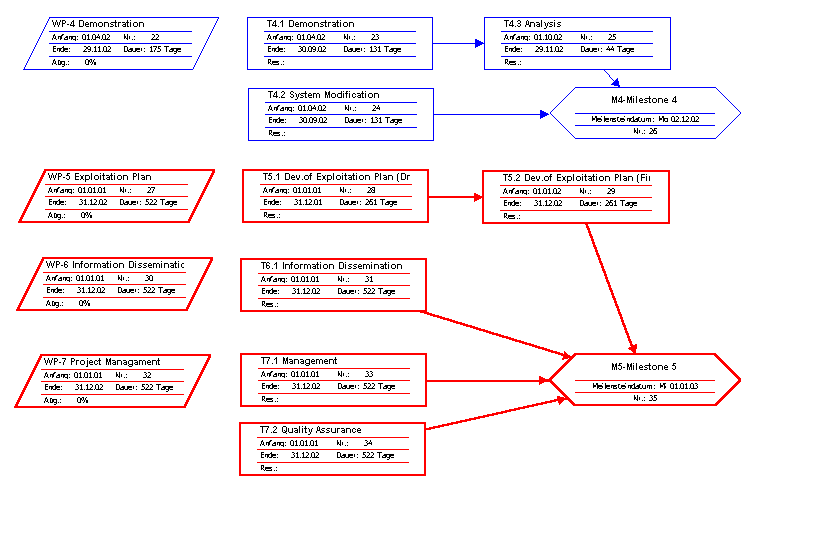 WP-4 Demonstration
Anfang: 01.04.02 Nr.: 22
Ende: 29.11.02 Dauer: 175 Tage
Abg.: 0%
T4.1 Demonstration
Anfang: 01.04.02 Nr.: 23
Ende: 30.09.02 Dauer: 131 Tage
Res.:
T4.3 Analysis
Anfang: 01.10.02 Nr.: 25
Ende: 29.11.02 Dauer: 44 Tage
Res.:
T4.2 System Modification
Anfang: 01.04.02 Nr.: 24
Ende: 30.09.02 Dauer: 131 Tage
Res.:
M4-Milestone 4
Meilensteindatum: Mo 02.12.02
Nr.: 26
WP-5 Exploitation Plan
Anfang: 01.01.01 Nr.: 27
Ende: 31.12.02 Dauer: 522 Tage
Abg.: 0%
T5.1 Dev.of Exploitation Plan (Dr
Anfang: 01.01.01 Nr.: 28
Ende: 31.12.01 Dauer: 261 Tage
Res.:
T5.2 Dev.of Exploitation Plan (Fi
Anfang: 01.01.02 Nr.: 29
Ende: 31.12.02 Dauer: 261 Tage
Res.:
WP-6 Information Disseminatic
Anfang: 01.01.01 Nr.: 30
Ende: 31.12.02 Dauer: 522 Tage
Abg.: 0%
T6.1 Information Dissemination
Anfang: 01.01.01 Nr.: 31
Ende: 31.12.02 Dauer: 522 Tage
Res.:
WP-7 Project Managament
Anfang: 01.01.01 Nr.: 32
Ende: 31.12.02 Dauer: 522 Tage
Abg.: 0%
T7.1 Management
Anfang: 01.01.01 Nr.: 33
Ende: 31.12.02 Dauer: 522 Tage
Res.:
M5-Milestone 5
Meilensteindatum: Mi 01.01.03
Nr.: 35
T7.2 Quality Assurance
Anfang: 01.01.01 Nr.: 34
Ende: 31.12.02 Dauer: 522 Tage
Res.: